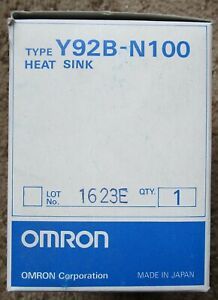 TYPE Y92B-N100
HEAT SINK
LOT No. 1623E QTY. 1
OMRON
OMRON Corporation MADE IN JAPAN